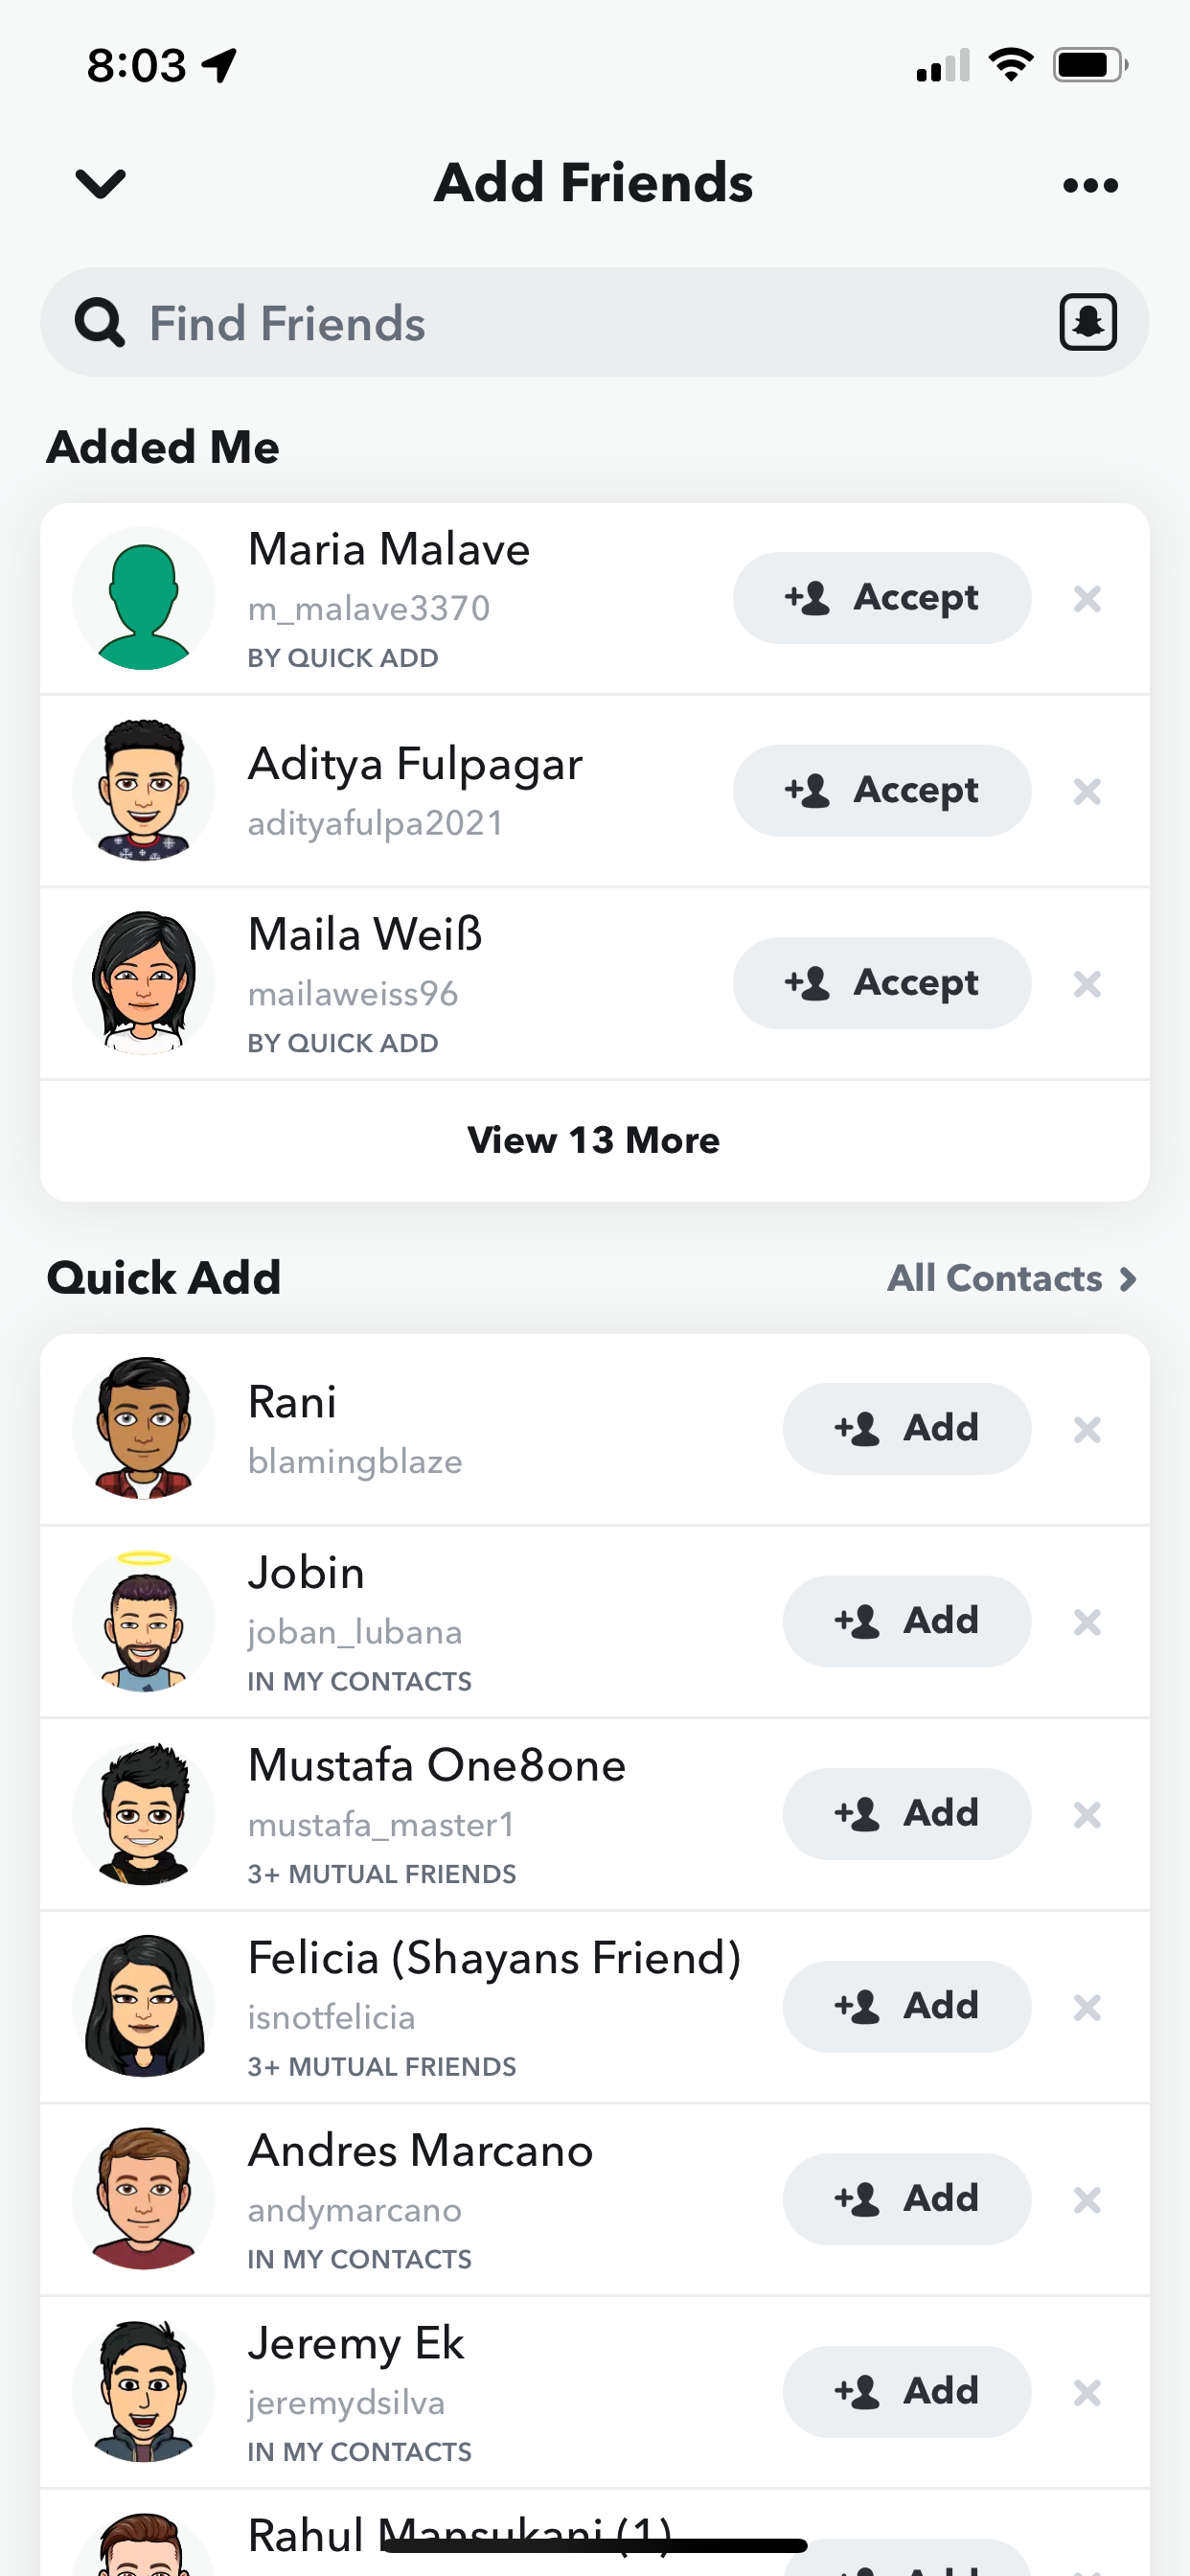 8:03
Add Friends
Find Friends
Added Me
Maria Malave
m_malave3370
BY QUICK ADD
Accept
Aditya Fulpagar
adityafulpa2021
Accept
Maila Weiß
mailaweiss96
BY QUICK ADD
Accept
View 13 More
Quick Add
All Contacts
Rani
blamingblaze
Add
Jobin
joban_lubana
IN MY CONTACTS
Add
Mustafa One8one
mustafa_master1
3+ MUTUAL FRIENDS
Add
Felicia (Shayans Friend)
isnotfelicia
3+ MUTUAL FRIENDS
Add
Andres Marcano
andymarcano
IN MY CONTACTS
Add
Jeremy Ek
jeremydsilva
IN MY CONTACTS
Add
Rahul Mansukani (1)